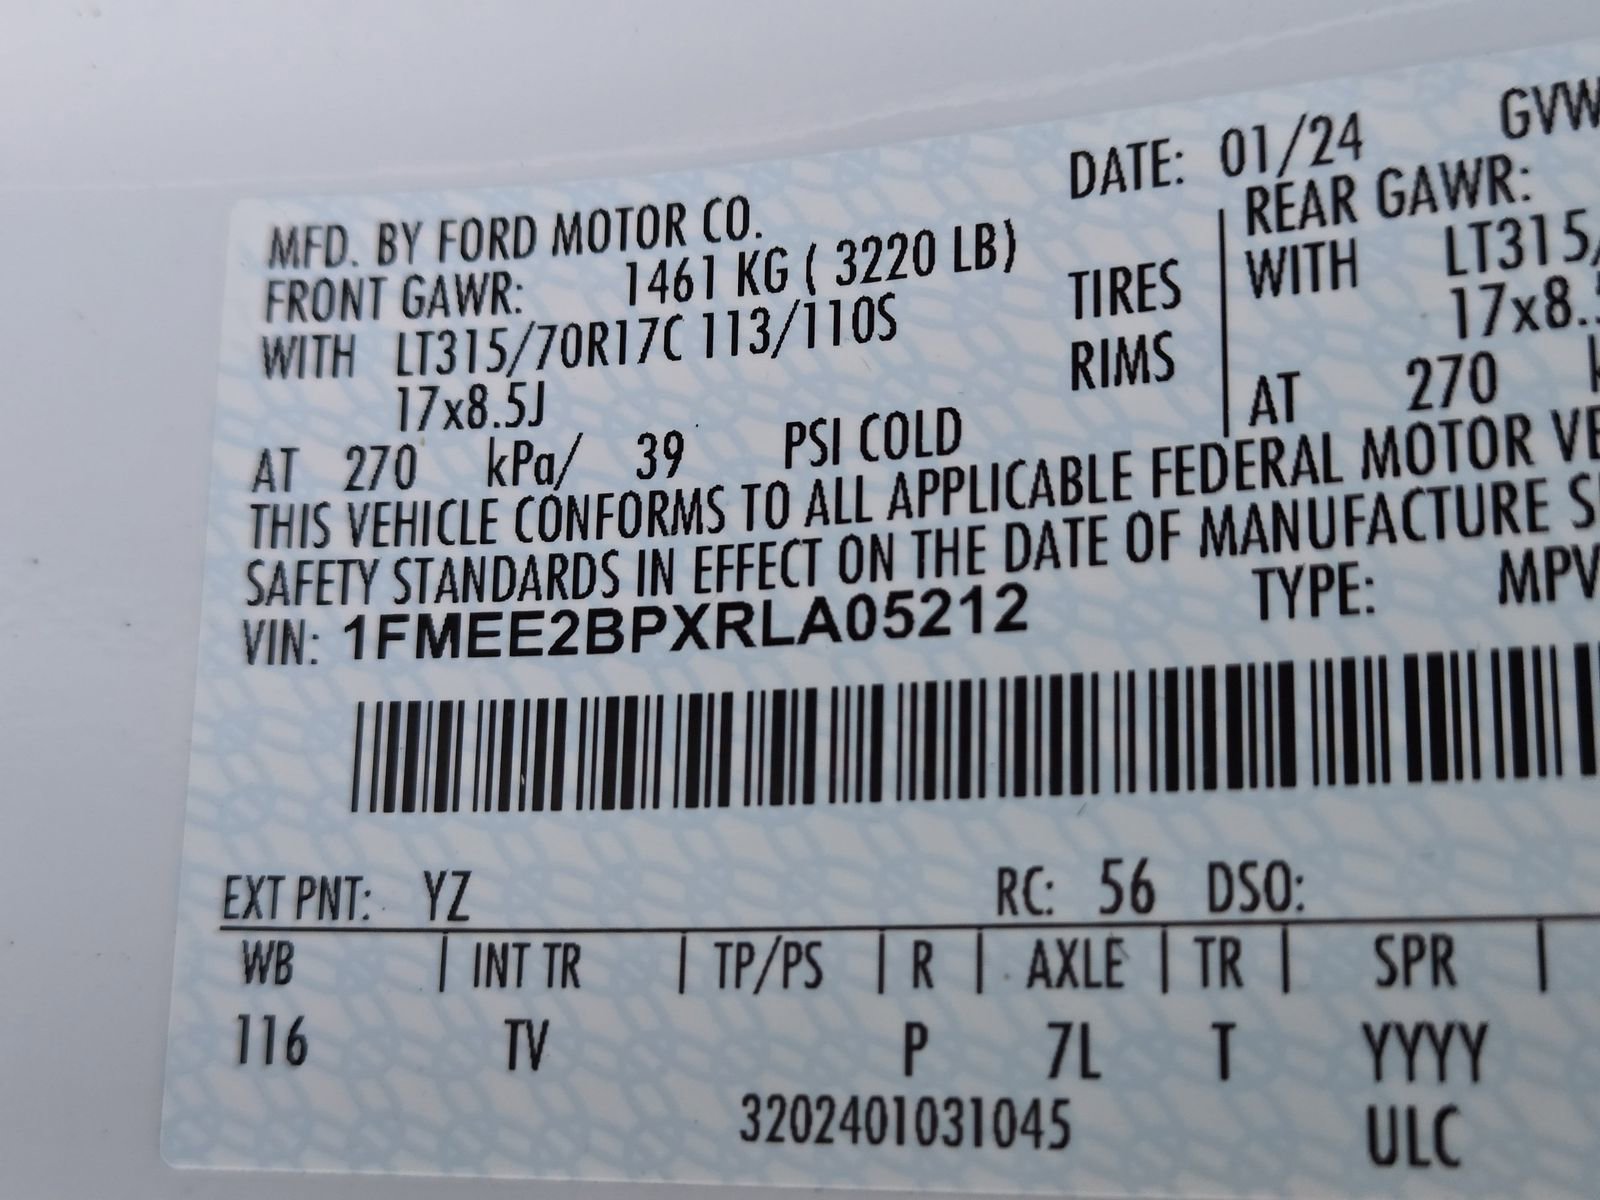 DATE: 01/24 GVW
MFD. BY FORD MOTOR CO.
FRONT GAWR: 1461 KG ( 3220 LB)
WITH LT315/70R17C 113/110S TIRES
17x8.5J RIMS
AT 270 kPa/ 39 PSI COLD
REAR GAWR:
WITH LT315/
17x8.5
AT 270 k
THIS VEHICLE CONFORMS TO ALL APPLICABLE FEDERAL MOTOR VE
SAFETY STANDARDS IN EFFECT ON THE DATE OF MANUFACTURE S
VIN: 1FMEE2BPXRLA05212 TYPE: MPV
EXT PNT: YZ RC: 56 DSO:
WB | INT TR | TP/PS | R | AXLE | TR | SPR |
116 TV P 7L T YYYY
3202401031045 ULC